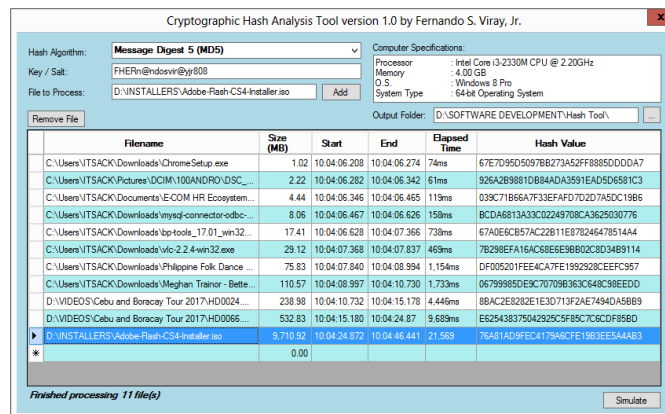 Cryptographic Hash Analysis Tool version 1.0 by Fernando S. Viray, Jr.
x
Hash Algorithm: Message Digest 5 (MD5)
Key / Salt: FHERn@ndosvir@yjr808
File to Process: D:\INSTALLERS\Adobe-Flash-CS4-Installer.iso Add
Computer Specifications:
Processor : Intel Core i3-2330M CPU @ 2.20GHz
Memory : 4.00 GB
O.S. : Windows 8 Pro
System Type : 64-bit Operating System
Remove File
Output Folder: D:\SOFTWARE DEVELOPMENT\Hash Tool\ ...
Filename Size (MB) Start End Elapsed Time Hash Value
C:\Users\ITSACK\Downloads\ChromeSetup.exe 1.02 10:04:06.208 10:04:06.274 74ms 67E7D95D5097BB273A52FF8885DDDDA7
C:\Users\ITSACK\Pictures\DCIM\100ANDRO\DSC_... 2.22 10:04:06.282 10:04:06.342 61ms 926A2B9881DB84ADA3591EAD5D6581C3
C:\Users\ITSACK\Documents\E-COM HR Ecosystem... 4.44 10:04:06.346 10:04:06.465 119ms 039C71B66A7F33EFAFD7D2D7A5DC19B6
C:\Users\ITSACK\Downloads\mysql-connector-odbc-... 8.06 10:04:06.467 10:04:06.626 158ms BCDA6813A33C02249708CA3625030776
C:\Users\ITSACK\Downloads\bp-tools_17.01_win32... 17.41 10:04:06.628 10:04:07.366 738ms 67A0E6CB57AC22B11E878246478514A4
C:\Users\ITSACK\Downloads\vlc-2.2.4-win32.exe 29.12 10:04:07.368 10:04:07.837 469ms 7B298EFA16AC68E6E9BB02C8D34B9114
C:\Users\ITSACK\Downloads\Philippine Folk Dance ... 75.83 10:04:07.840 10:04:08.994 1,154ms DF005201FEE4CA7FE1992928CEEFC957
C:\Users\ITSACK\Downloads\Meghan Trainor - Bette... 110.57 10:04:08.997 10:04:10.730 1,733ms 06799985DE9C70709B363C648C98EEDD
D:\VIDEOS\Cebu and Boracay Tour 2017\HD0024.... 238.98 10:04:10.732 10:04:15.178 4,446ms 8BAC2E8282E1E3D713F2AE7494DA5BB9
D:\VIDEOS\Cebu and Boracay Tour 2017\HD0066.... 532.83 10:04:15.180 10:04:24.87 9,689ms E625438375042925C5F85C7C6CDF85BD
D:\INSTALLERS\Adobe-Flash-CS4-Installer.iso 9,710.92 10:04:24.872 10:04:46.441 21,569 76A81AD9FEC4179A6CFE19B3EE5A4AB3
0.00
Finished processing 11 file(s)
Simulate